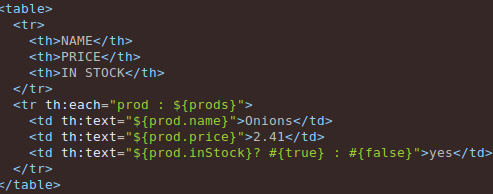 <table>
  <tr>
    <th>NAME</th>
    <th>PRICE</th>
    <th>IN STOCK</th>
  </tr>
  <tr th:each="prod : ${prods}">
    <td th:text="${prod.name}">Onions</td>
    <td th:text="${prod.price}">2.41</td>
    <td th:text="${prod.inStock}? #{true} : #{false}">yes</td>
  </tr>
</table>